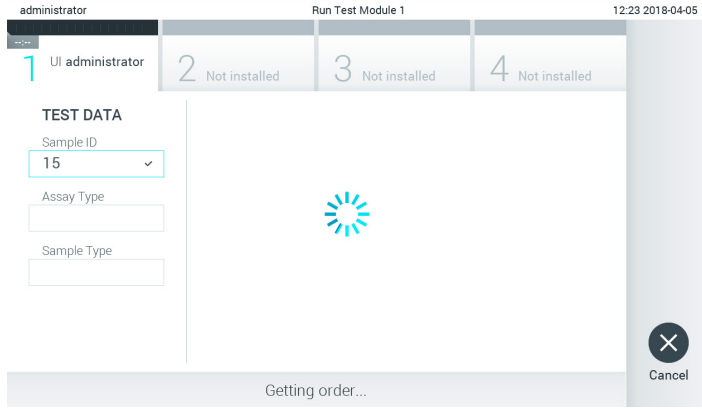 administrator Run Test Module 1 12:23 2018-04-05
--:--
1 UI administrator 2 Not installed 3 Not installed 4 Not installed
TEST DATA
Sample ID
15
Assay Type
Sample Type
Cancel
Getting order...